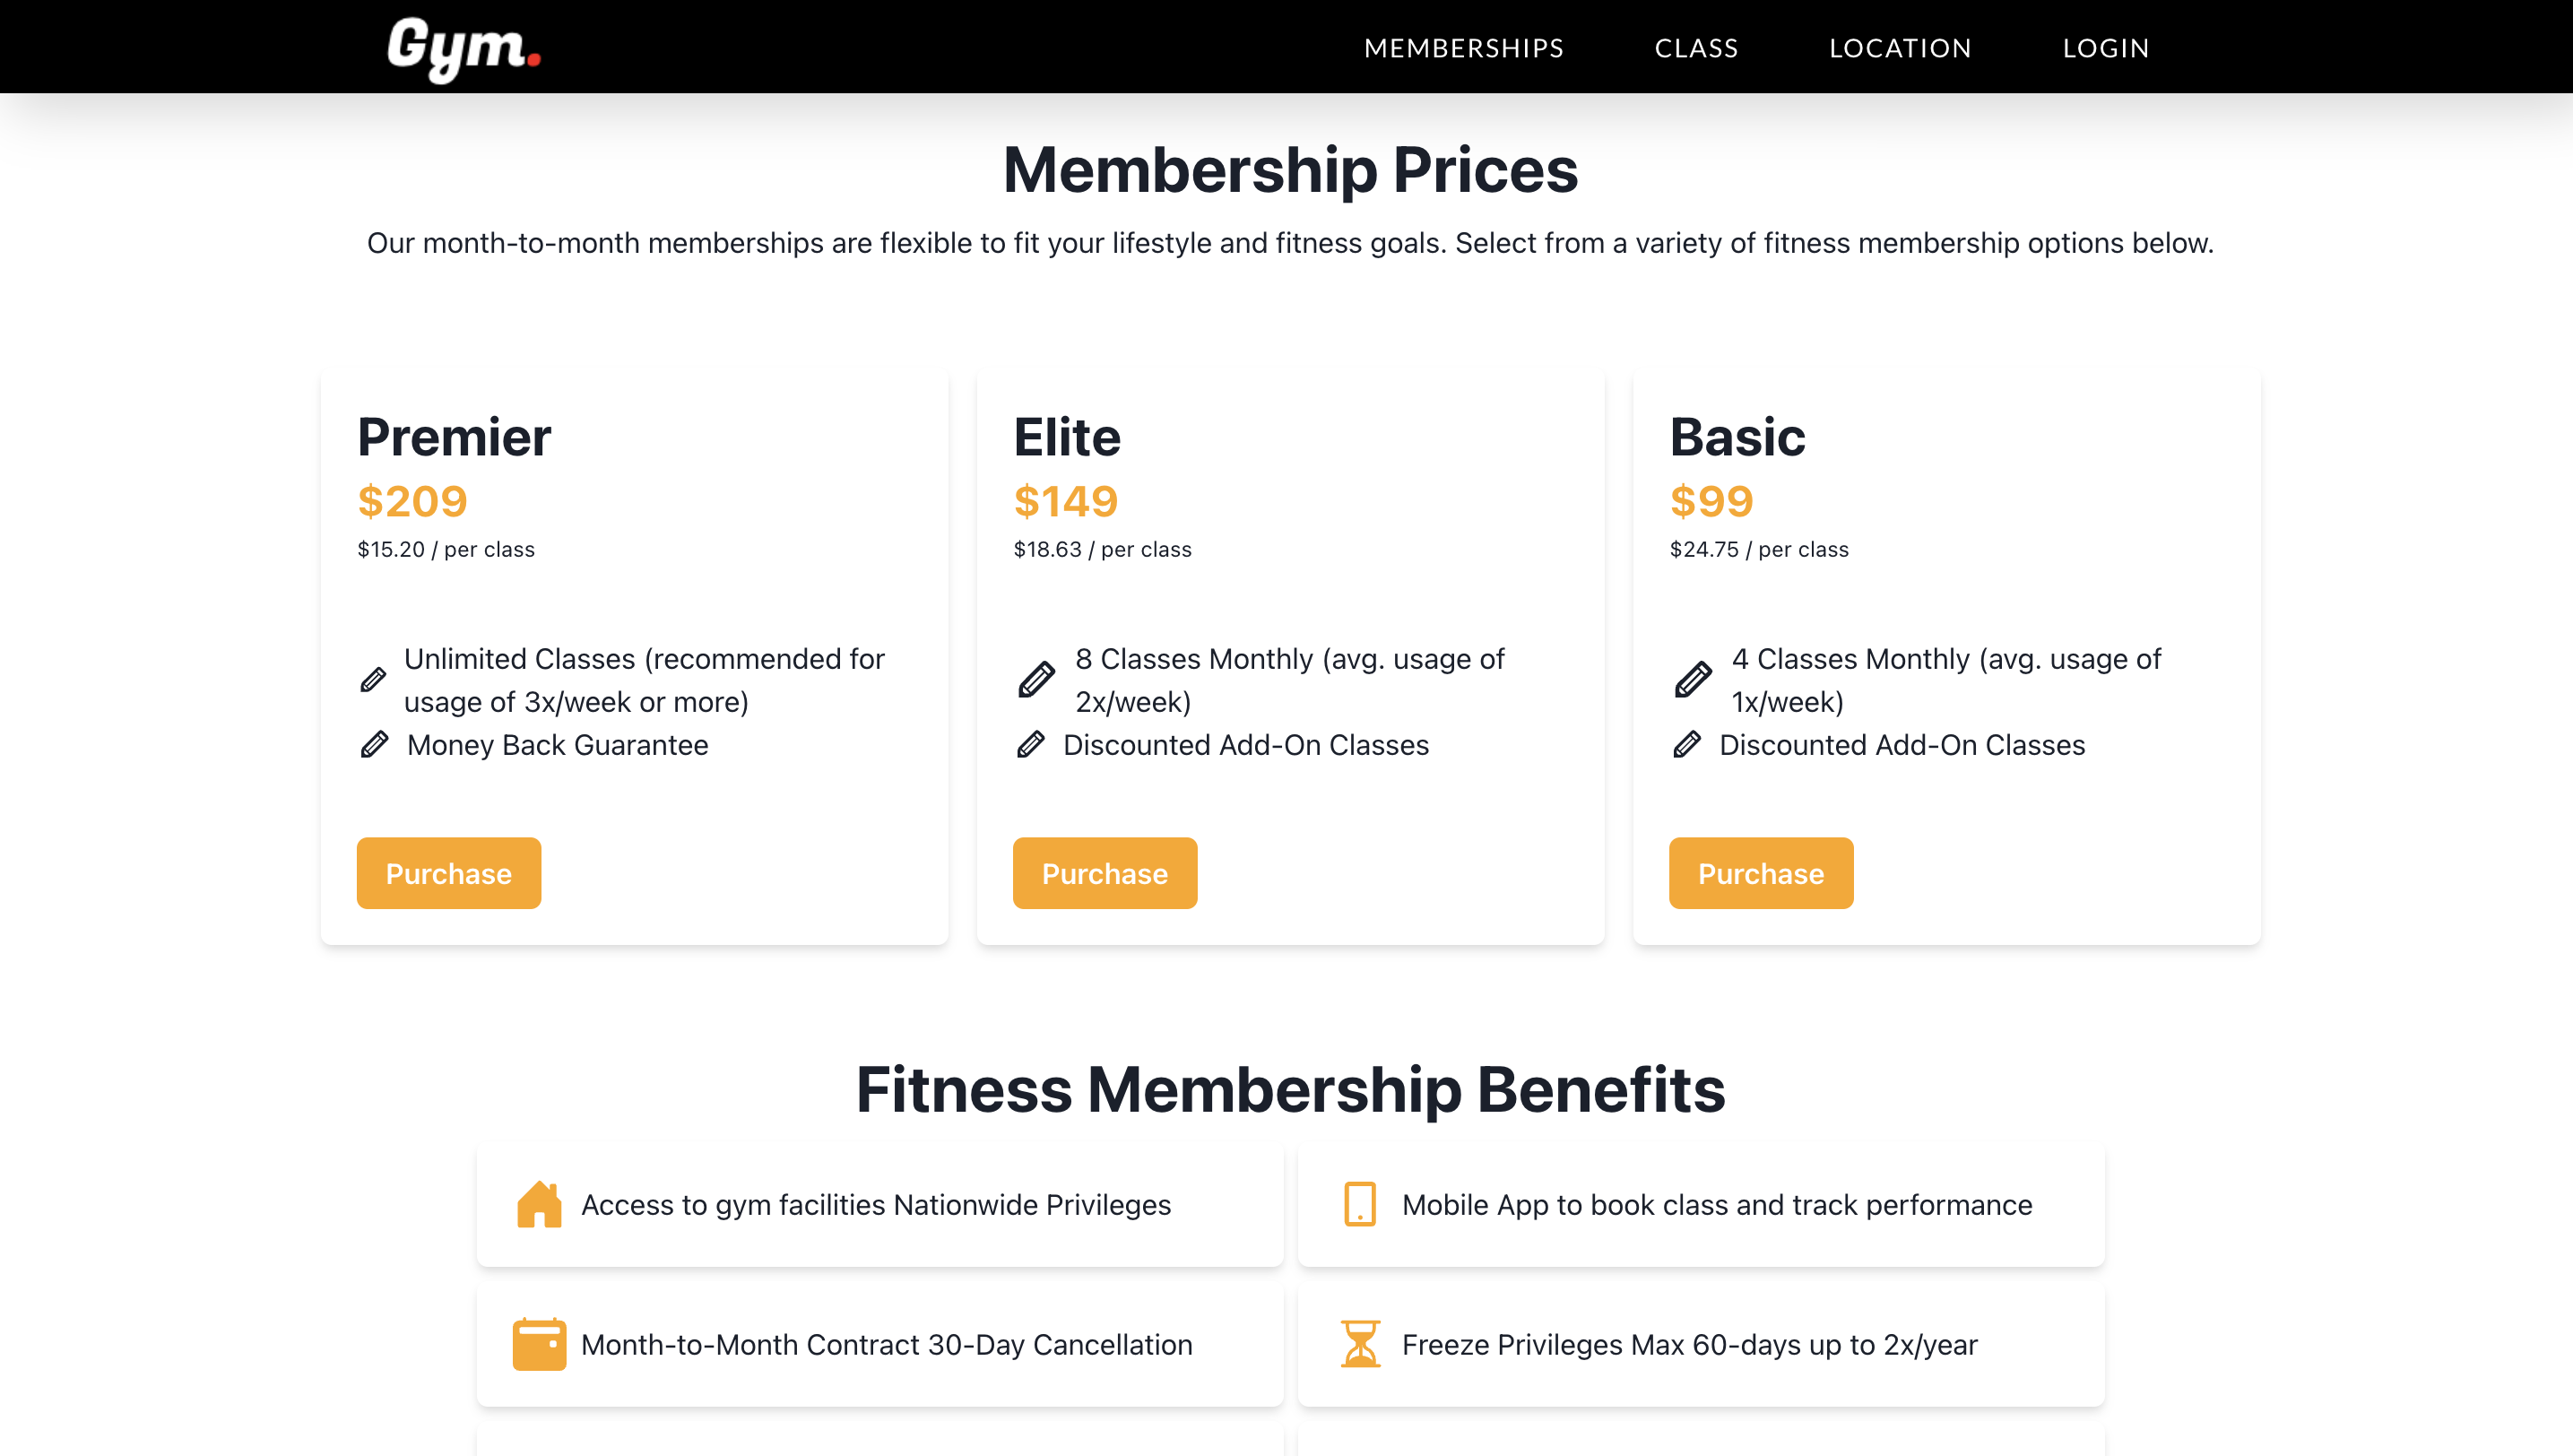 Gym.
MEMBERSHIPS
CLASS
LOCATION
LOGIN
Membership Prices
Our month-to-month memberships are flexible to fit your lifestyle and fitness goals. Select from a variety of fitness membership options below.
Premier
$209
$15.20 / per class
Unlimited Classes (recommended for
usage of 3x/week or more)
Money Back Guarantee
Purchase
Elite
$149
$18.63 / per class
8 Classes Monthly (avg. usage of
2x/week)
Discounted Add-On Classes
Purchase
Basic
$99
$24.75 / per class
4 Classes Monthly (avg. usage of
1x/week)
Discounted Add-On Classes
Purchase
Fitness Membership Benefits
Access to gym facilities Nationwide Privileges
Mobile App to book class and track performance
Month-to-Month Contract 30-Day Cancellation
Freeze Privileges Max 60-days up to 2x/year